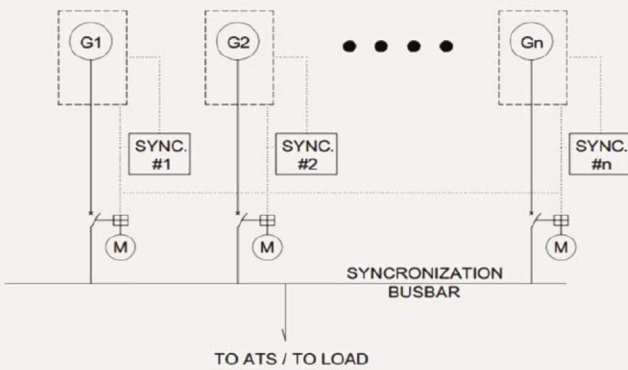 G1
G2
Gn
SYNC.
#1
SYNC.
#2
SYNC.
#n
M
M
M
SYNCRONIZATION
BUSBAR
TO ATS / TO LOAD